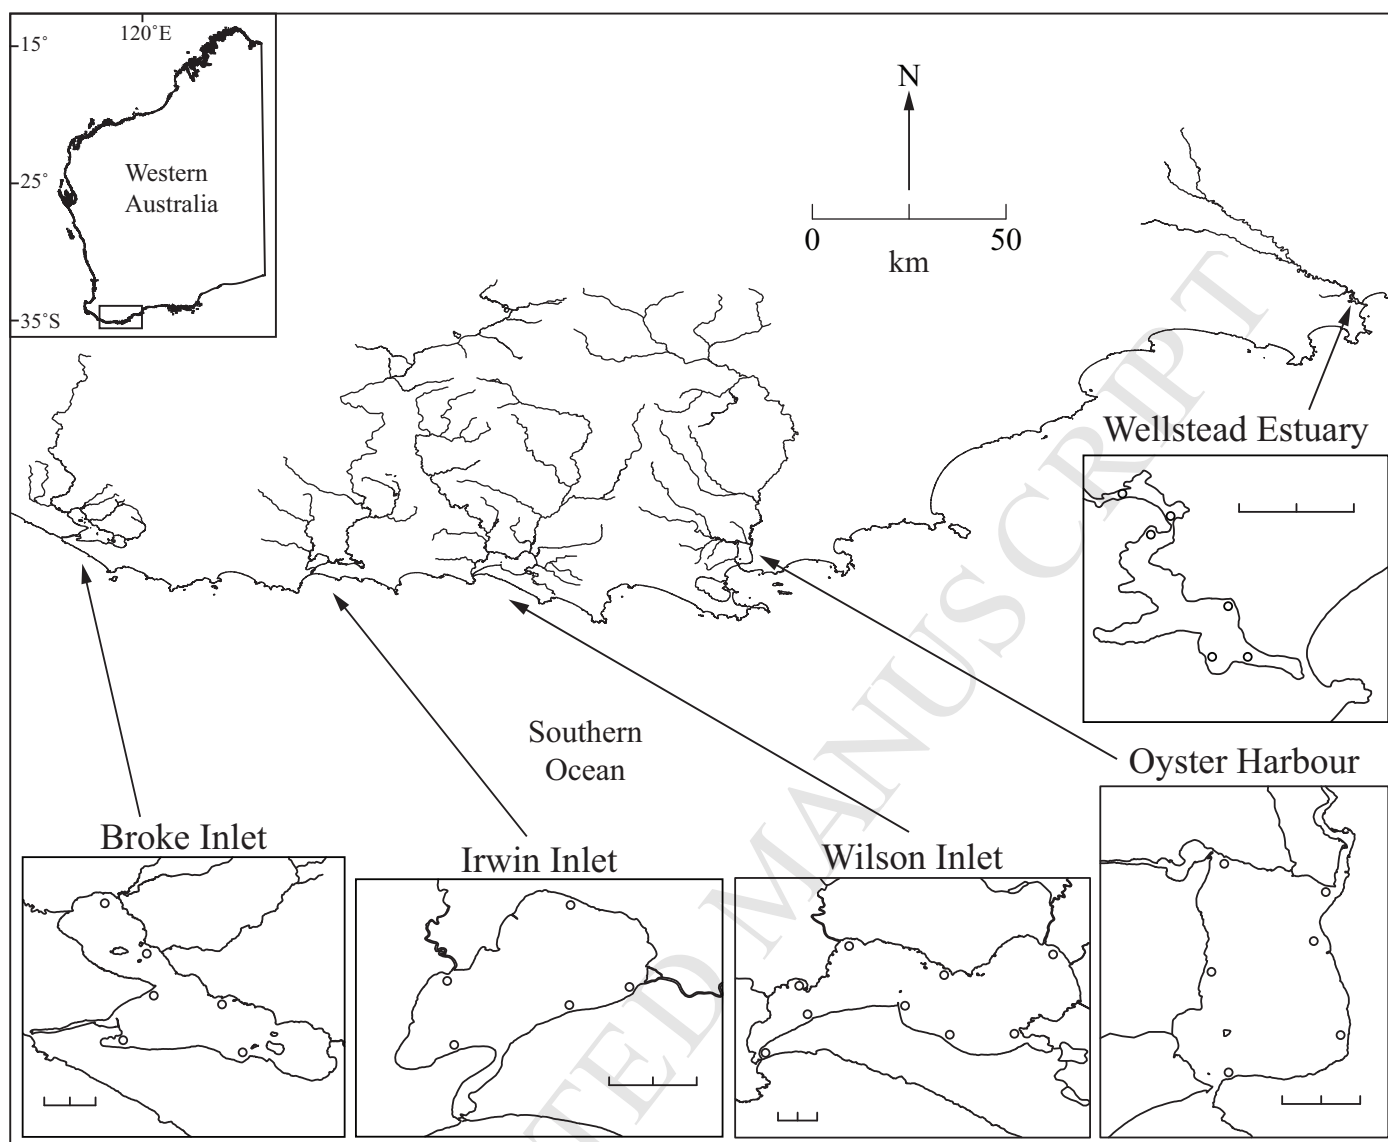 120˚E
15˚
25˚
35˚S
Western
Australia
N
0
50
km
Wellstead Estuary
Oyster Harbour
Southern
Ocean
Broke Inlet
Irwin Inlet
Wilson Inlet
TED MANUSCRIPT